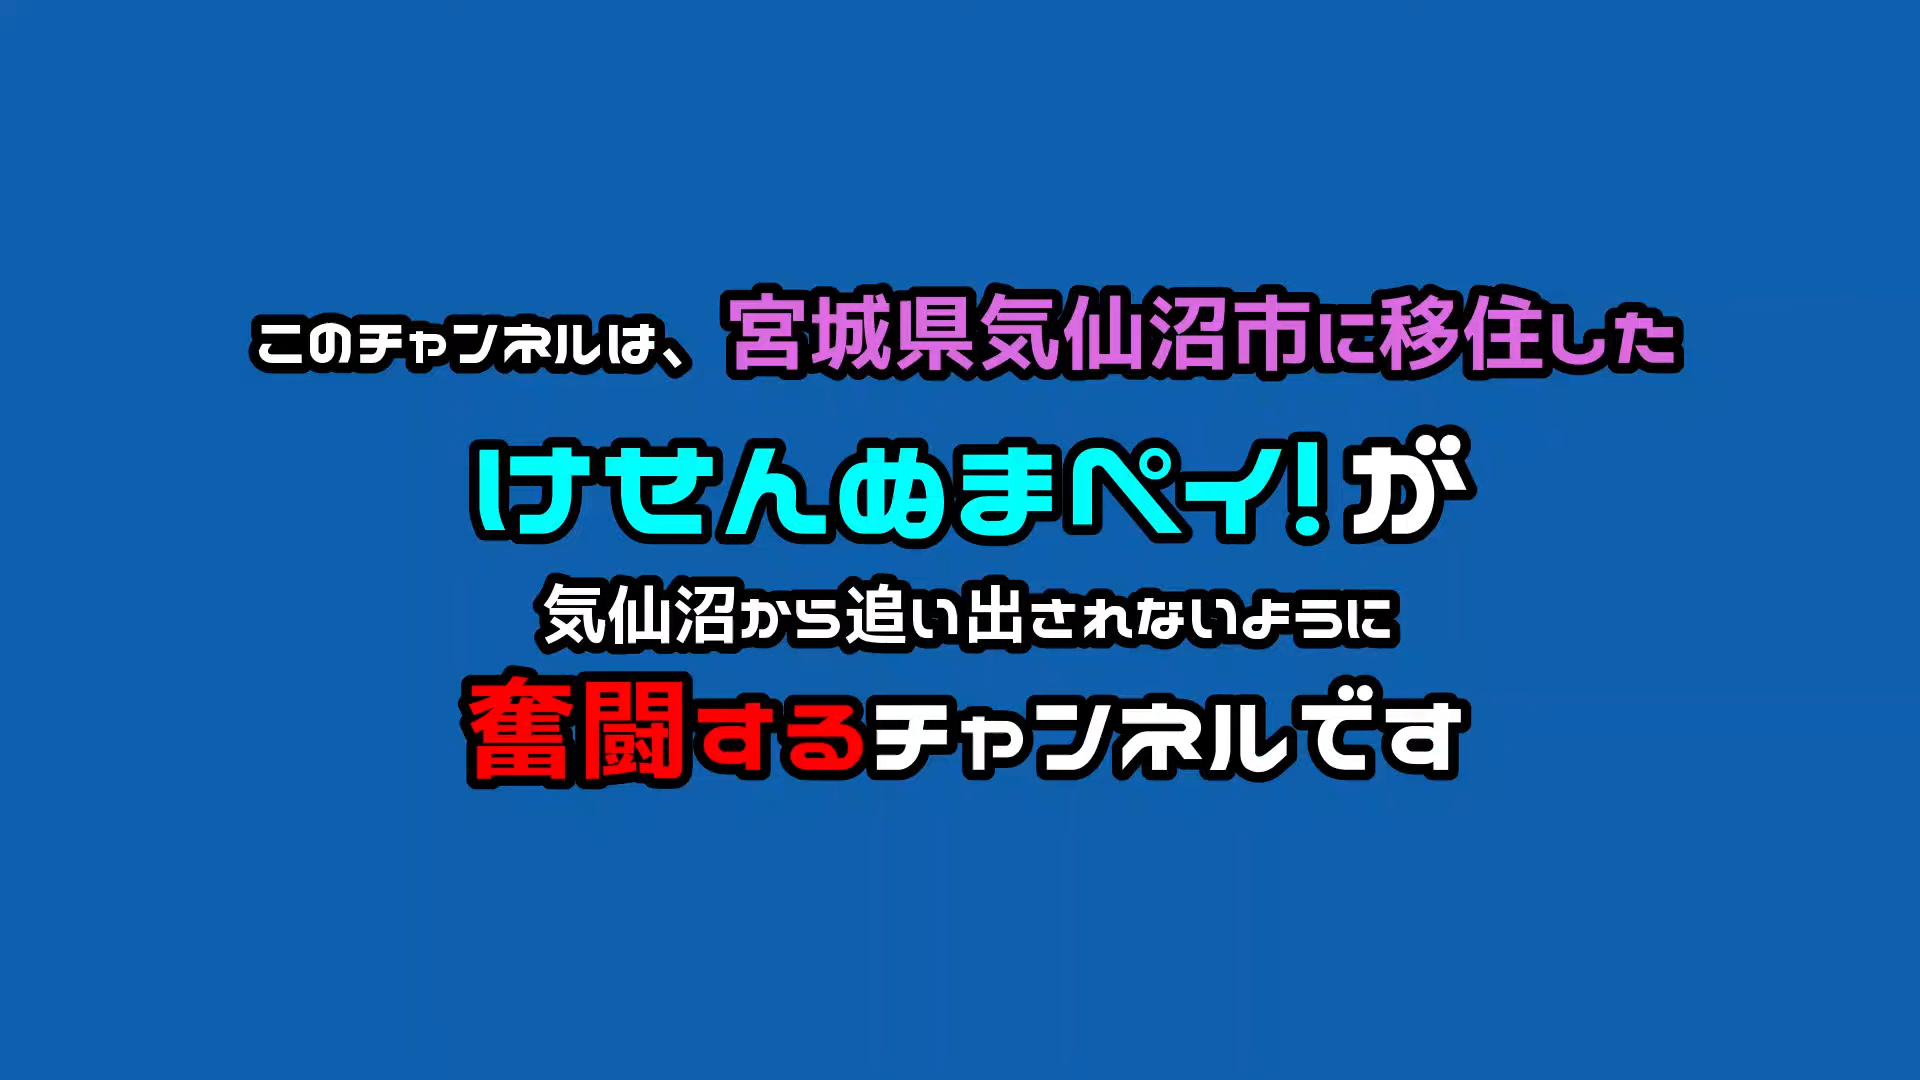 このチャンネルは、宮城県気仙沼市に移住した
けせんぬまペイ!が
気仙沼から追い出されないように
奮闘するチャンネルです